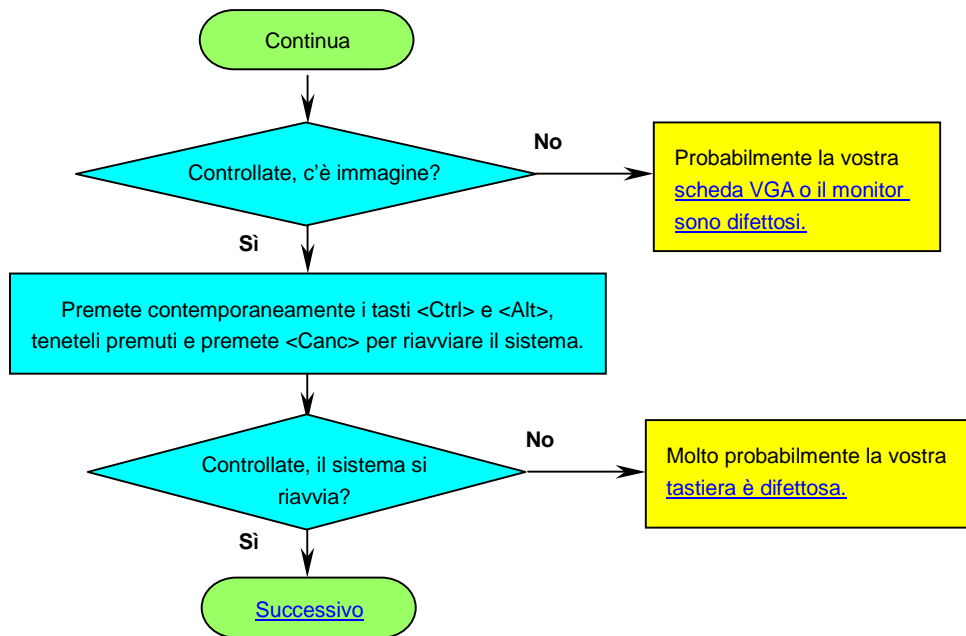 Continua
Controllate, c'è immagine?
No
Probabilmente la vostra
scheda VGA o il monitor
sono difettosi.
Sì
Premete contemporaneamente i tasti <Ctrl> e <Alt>,
teneteli premuti e premete <Canc> per riavviare il sistema.
Controllate, il sistema si
riavvia?
No
Molto probabilmente la vostra
tastiera è difettosa.
Sì
Successivo